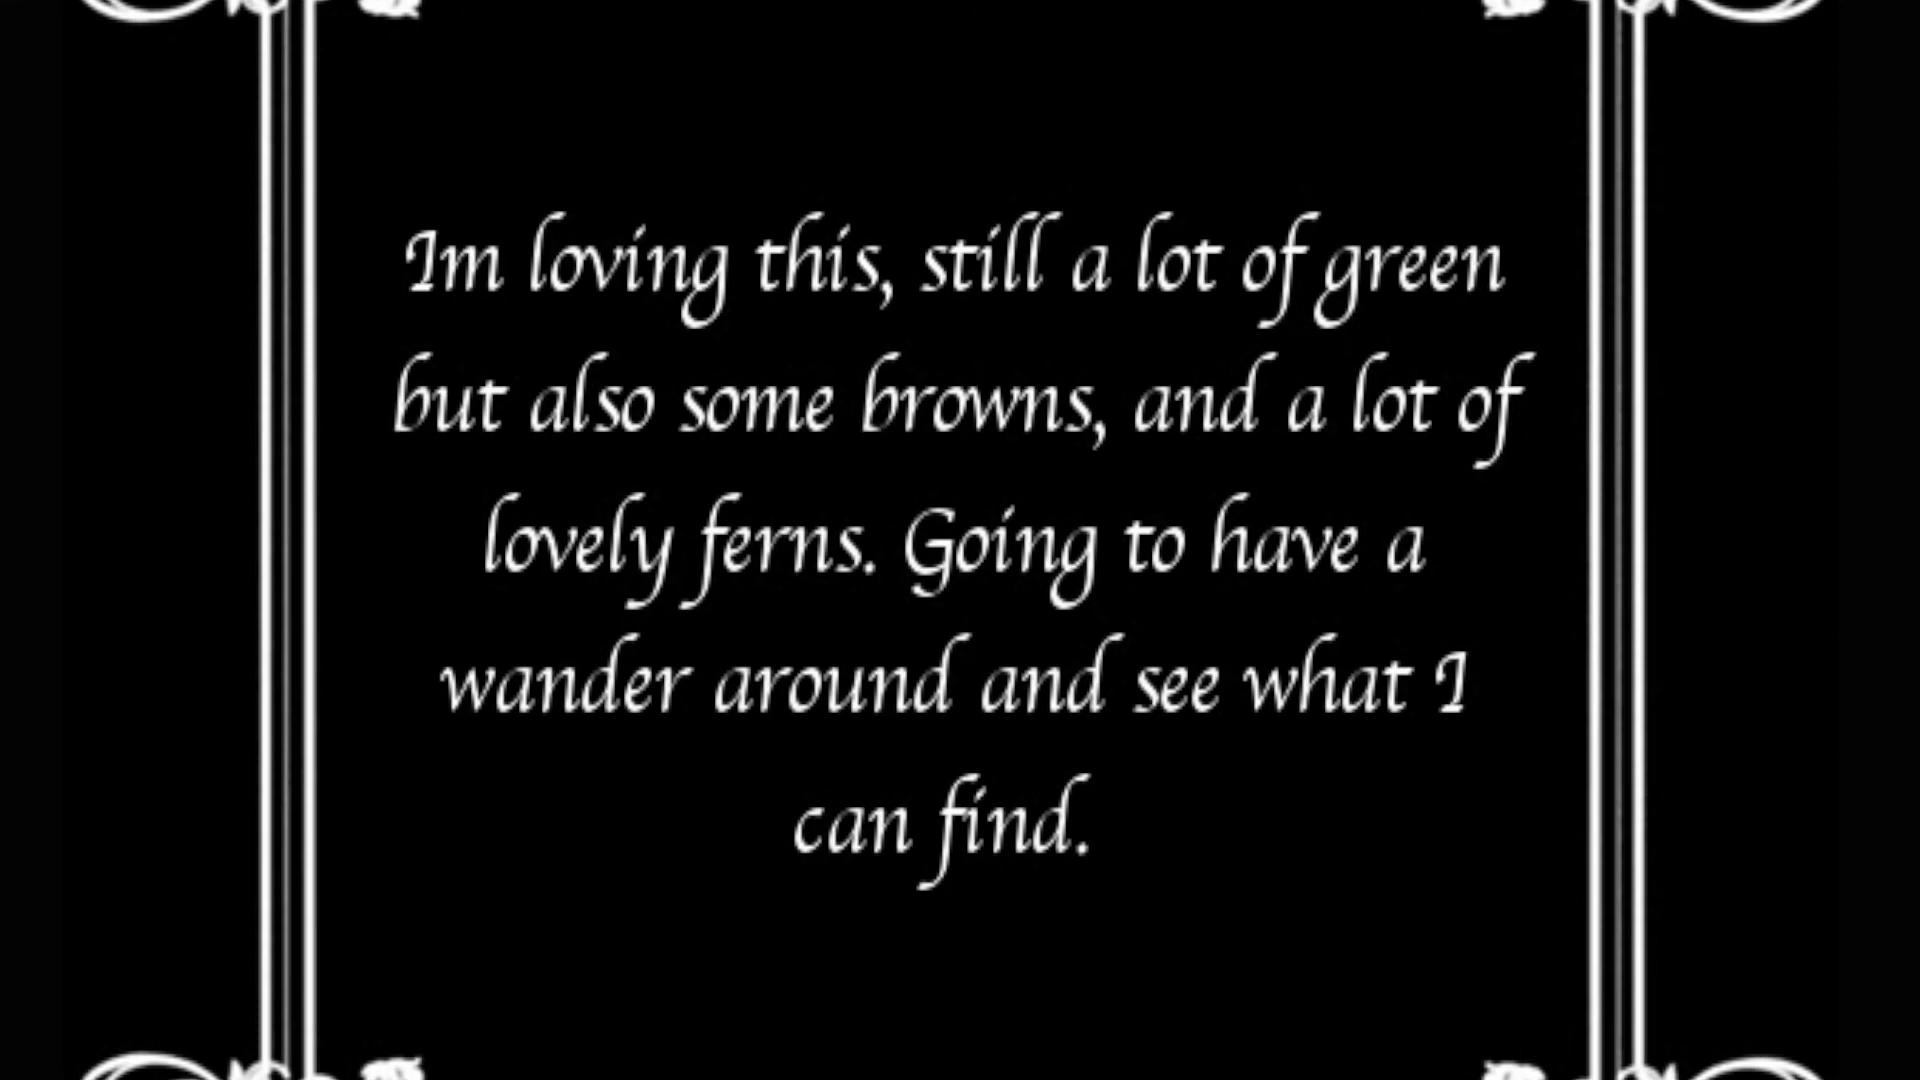 Im loving this, still a lot of green
but also some browns, and a lot of
lovely ferns. Going to have a
wander around and see what I
can find.